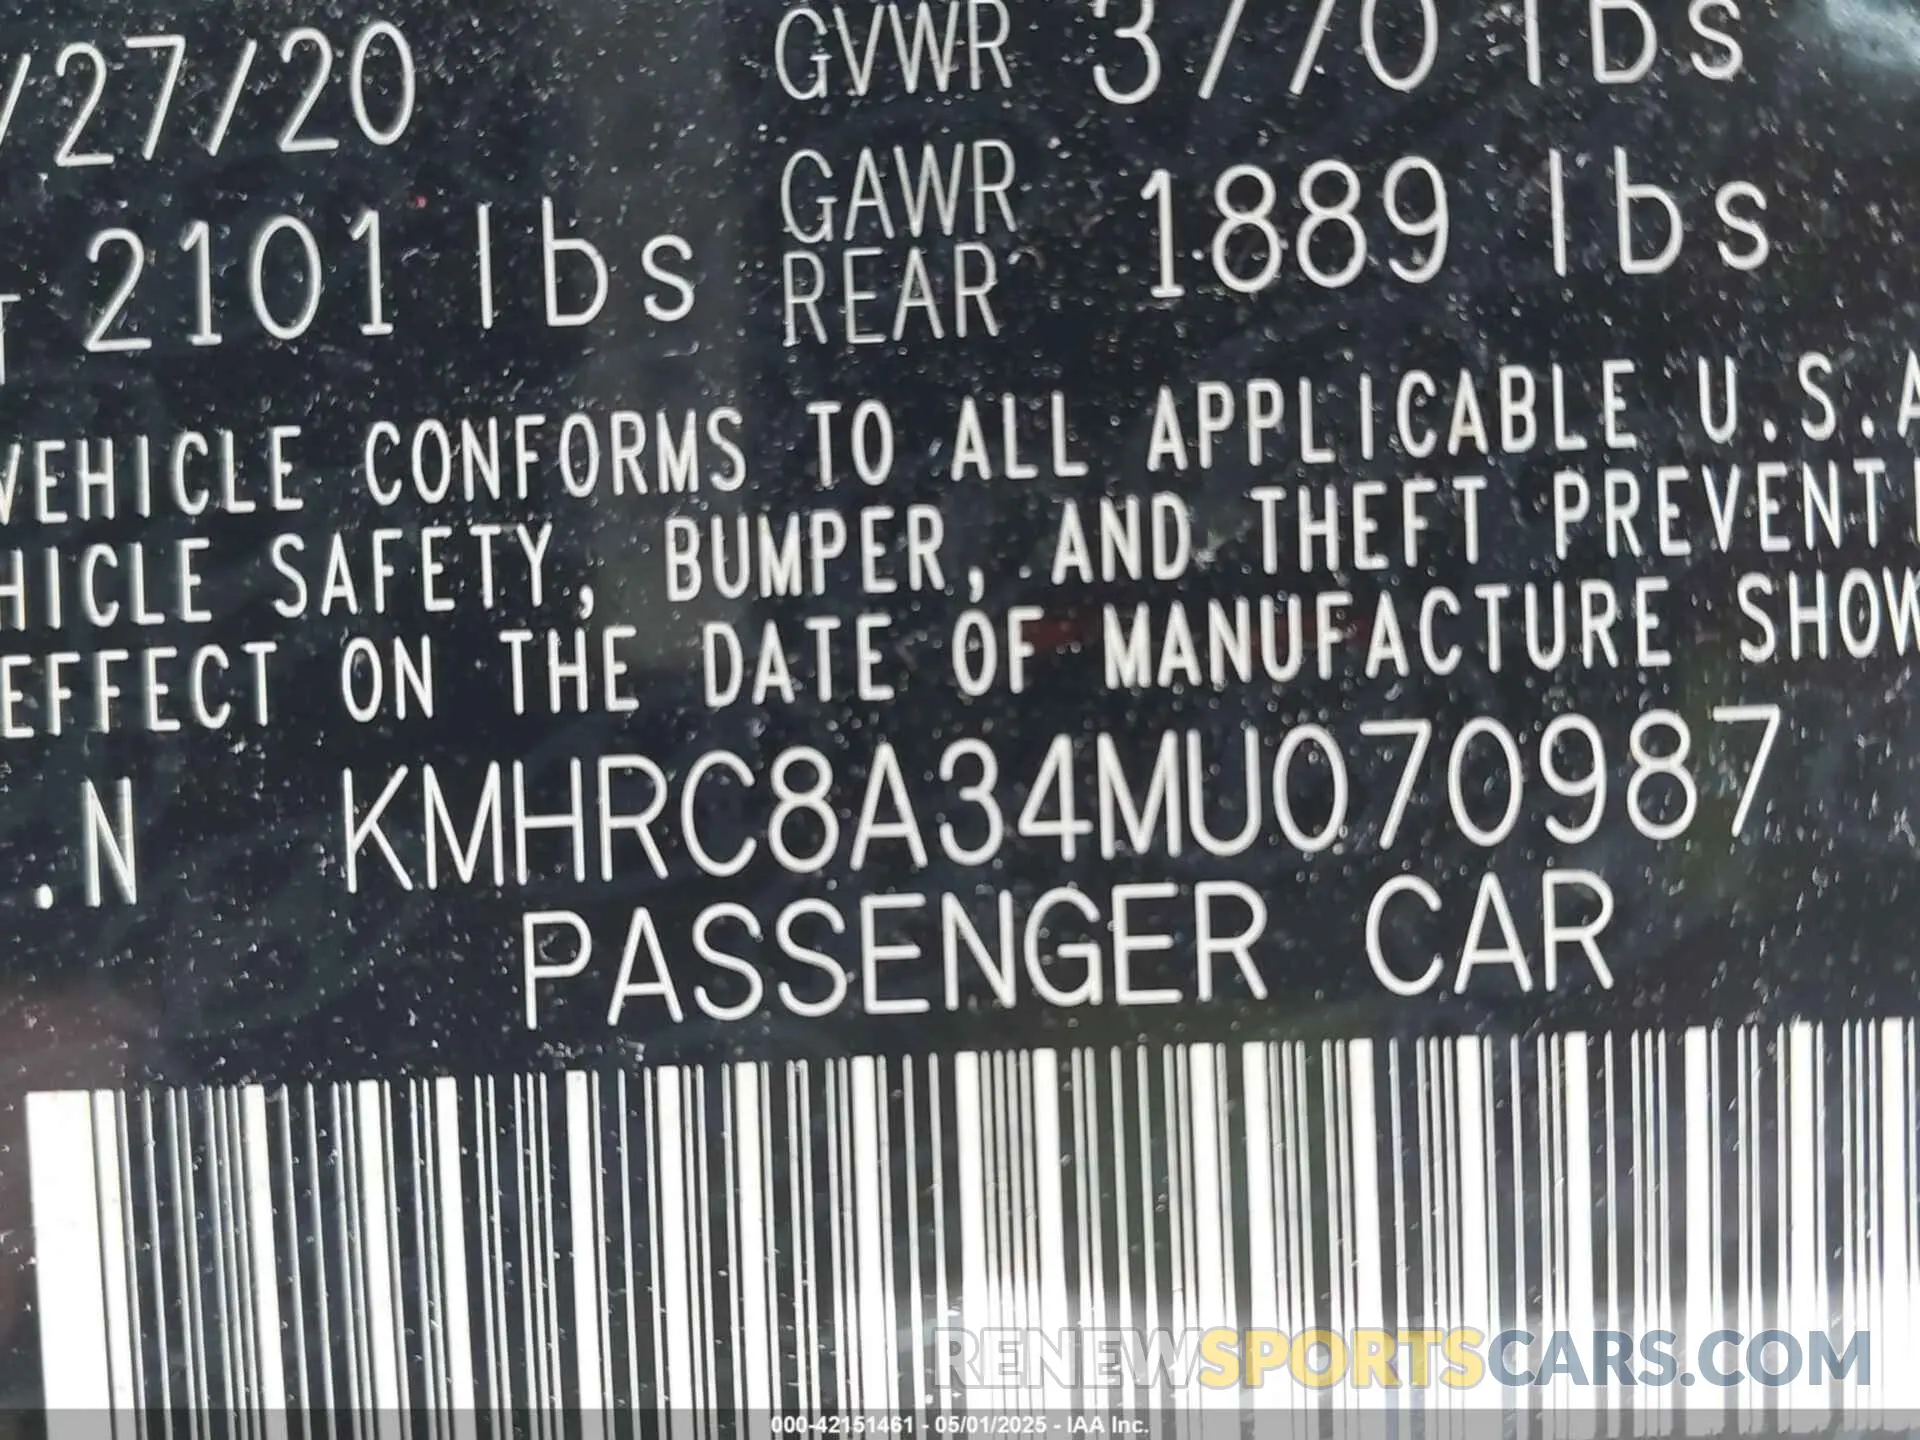 /27/20 GVWR 3770 lbs
2101 lbs GAWR REAR 1889 lbs
VEHICLE CONFORMS TO ALL APPLICABLE U.S.A
HICLE SAFETY, BUMPER, AND THEFT PREVENT
EFFECT ON THE DATE OF MANUFACTURE SHOW
.N KMHRC8A34MU070987
PASSENGER CAR
RENEWSPORTSCARS.COM
000-42151461 - 05/01/2025 - IAA Inc.